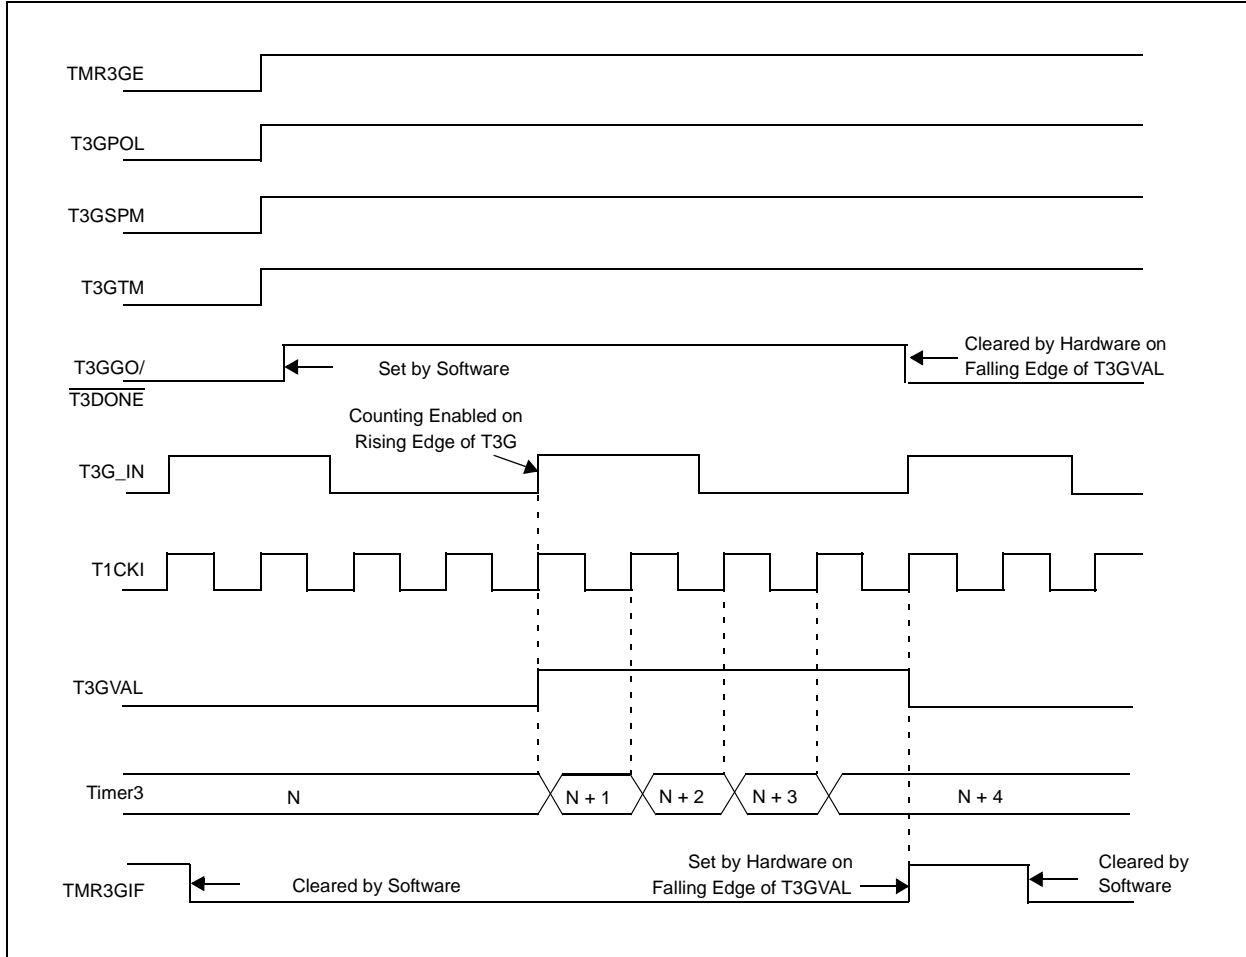 TMR3GE
T3GPOL
T3GSPM
T3GTM
T3GGO/
T3DONE
Set by Software
Cleared by Hardware on
Falling Edge of T3GVAL
Counting Enabled on
Rising Edge of T3G
T3G_IN
T1CKI
T3GVAL
Timer3
N
N + 1
N + 2
N + 3
N + 4
TMR3GIF
Cleared by Software
Set by Hardware on
Falling Edge of T3GVAL
Cleared by
Software